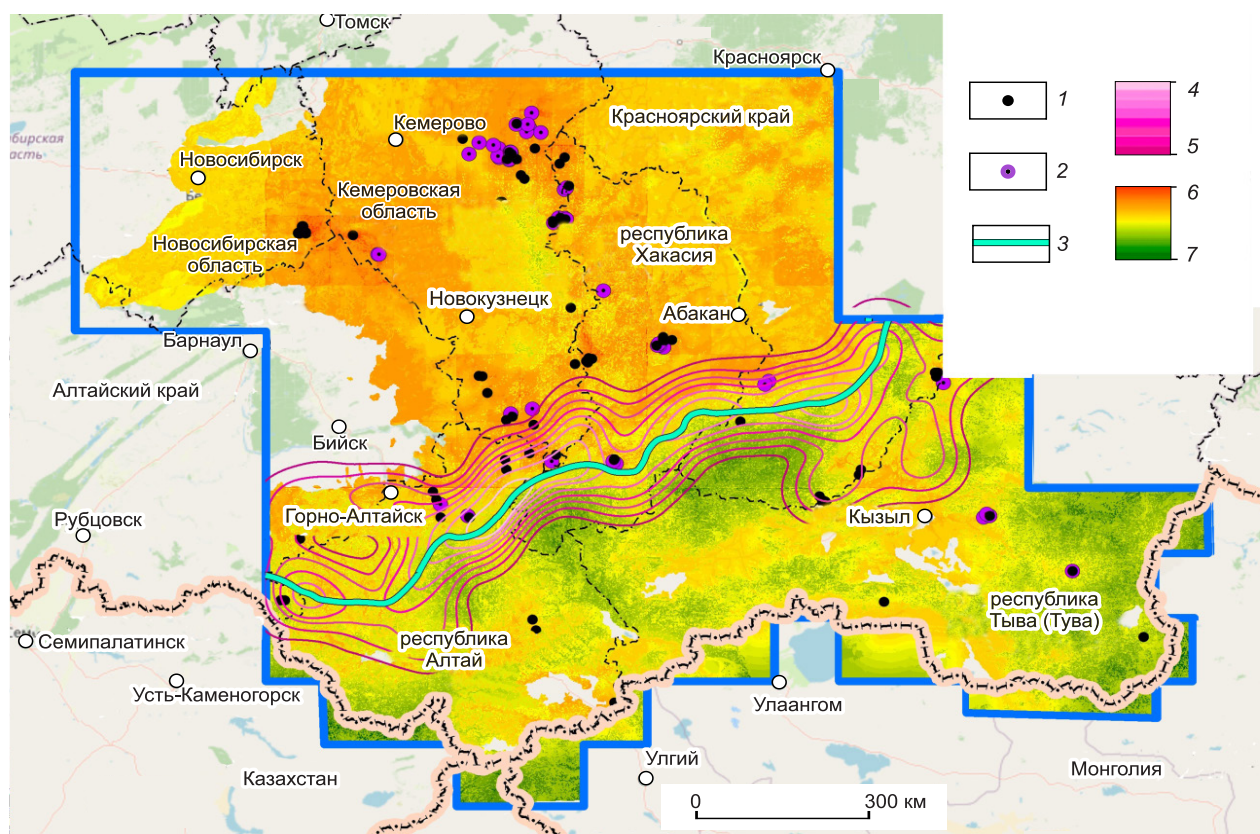 Томск
Красноярск
Красноярский край
Кемерово
Новосибирск
Кемеровская
область
Новосибирская
область
республика
Хакасия
Новокузнецк
Абакан
Барнаул
Алтайский край
Бийск
Рубцовск
Горно-Алтайск
Кызыл
республика
Тыва (Тува)
республика
Алтай
Семипалатинск
Усть-Каменогорск
Улаангом
Улгий
Казахстан
Монголия
0 300 км
1
2
3
4
5
6
7